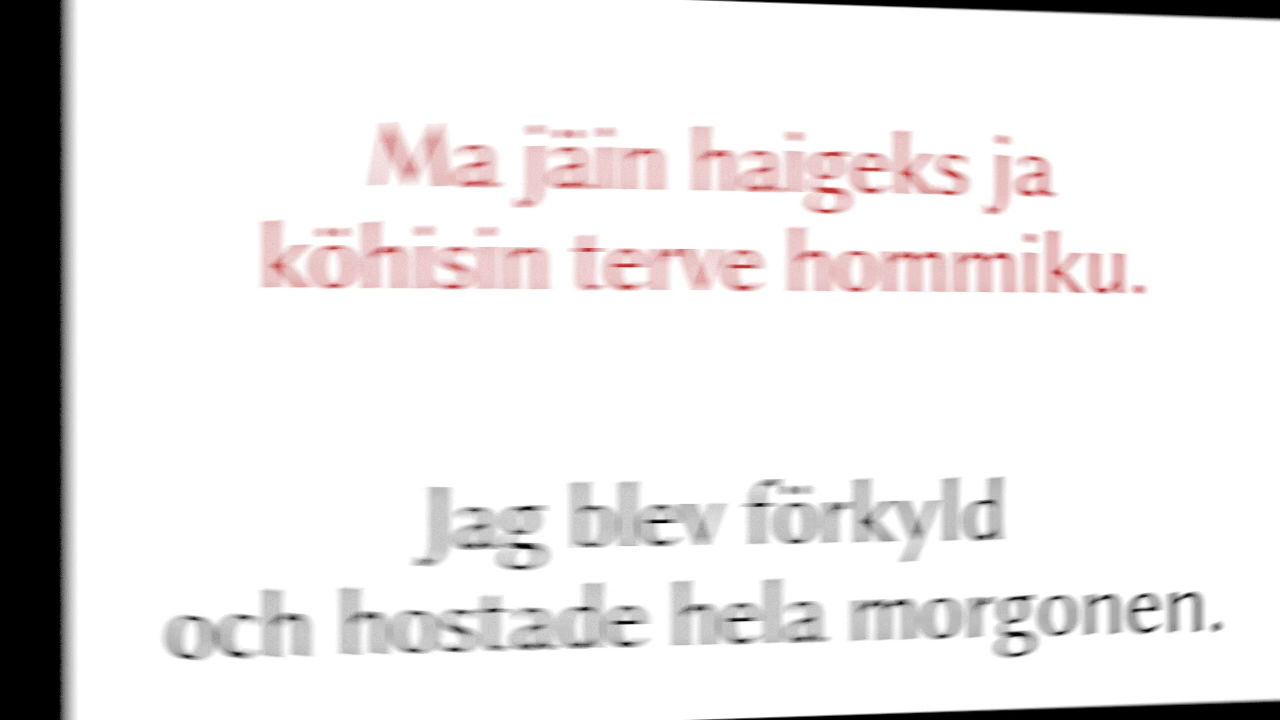 Ma jäin haigeks ja
köhisin terve hommiku.
Jag blev förkyld
och hostade hela morgonen.